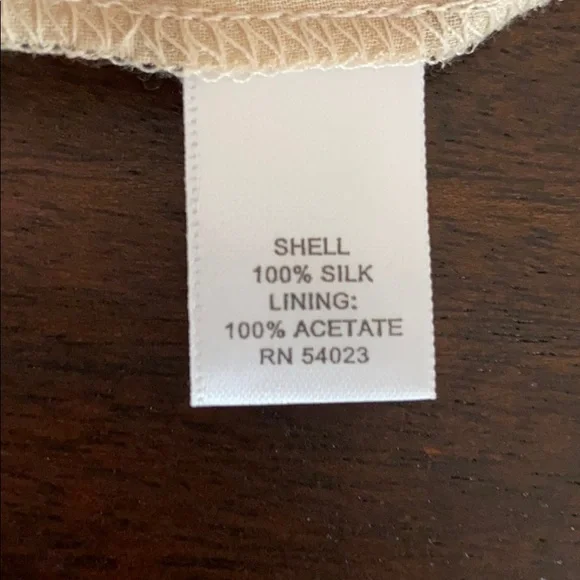 SHELL
100% SILK
LINING:
100% ACETATE
RN 54023